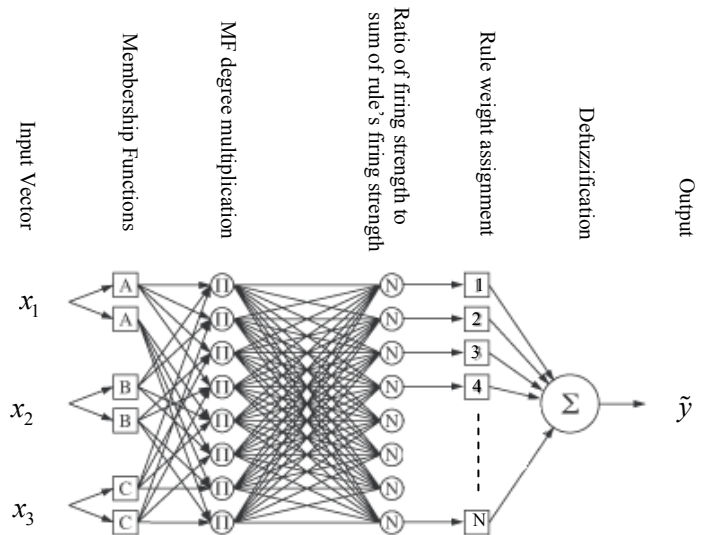 Input Vector
Membership Functions
MF degree multiplication
Ratio of firing strength to
sum of rule's firing strength
Rule weight assignment
Defuzzification
Output
x₁
x₂
x₃
A
A
B
B
C
C
Π
Π
Π
Π
Π
Π
Π
Π
N
N
N
N
N
N
N
N
1
2
3
4
N
Σ
ỹ